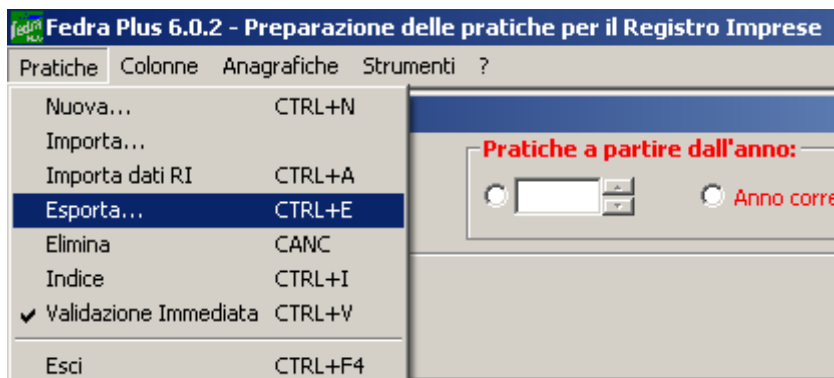 Fedra Plus 6.0.2 - Preparazione delle pratiche per il Registro Imprese
Pratiche Colonne Anagrafiche Strumenti ?
Nuova... CTRL+N
Importa...
Importa dati RI CTRL+A
Esporta... CTRL+E
Elimina CANC
Indice CTRL+I
Validazione Immediata CTRL+V
Esci CTRL+F4
Pratiche a partire dall'anno:
Anno corre